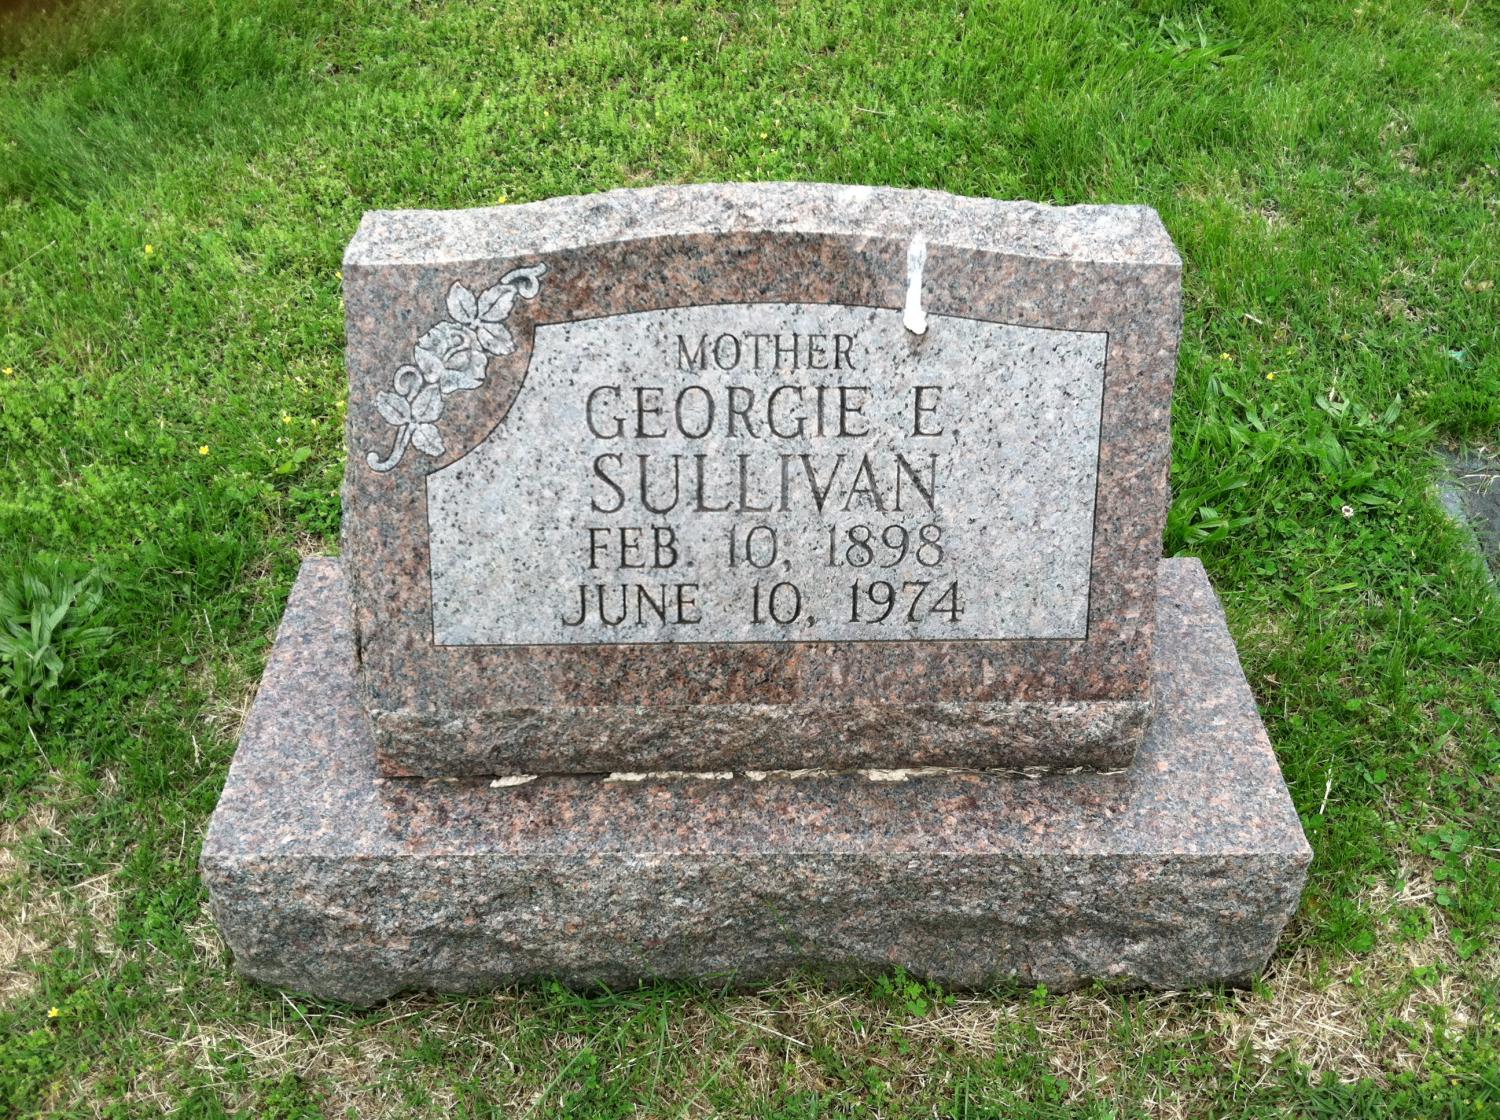 MOTHER
GEORGIE E
SULLIVAN
FEB. 10, 1898
JUNE 10, 1974